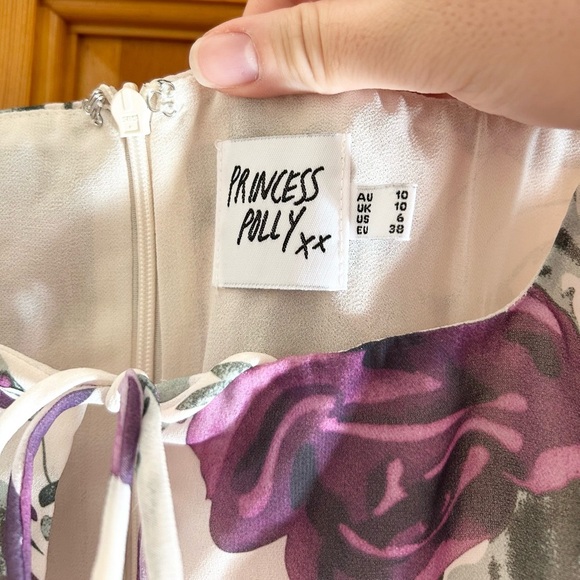 PRINCESS
POLLY xx
AU 10
UK 10
US 6
EU 38